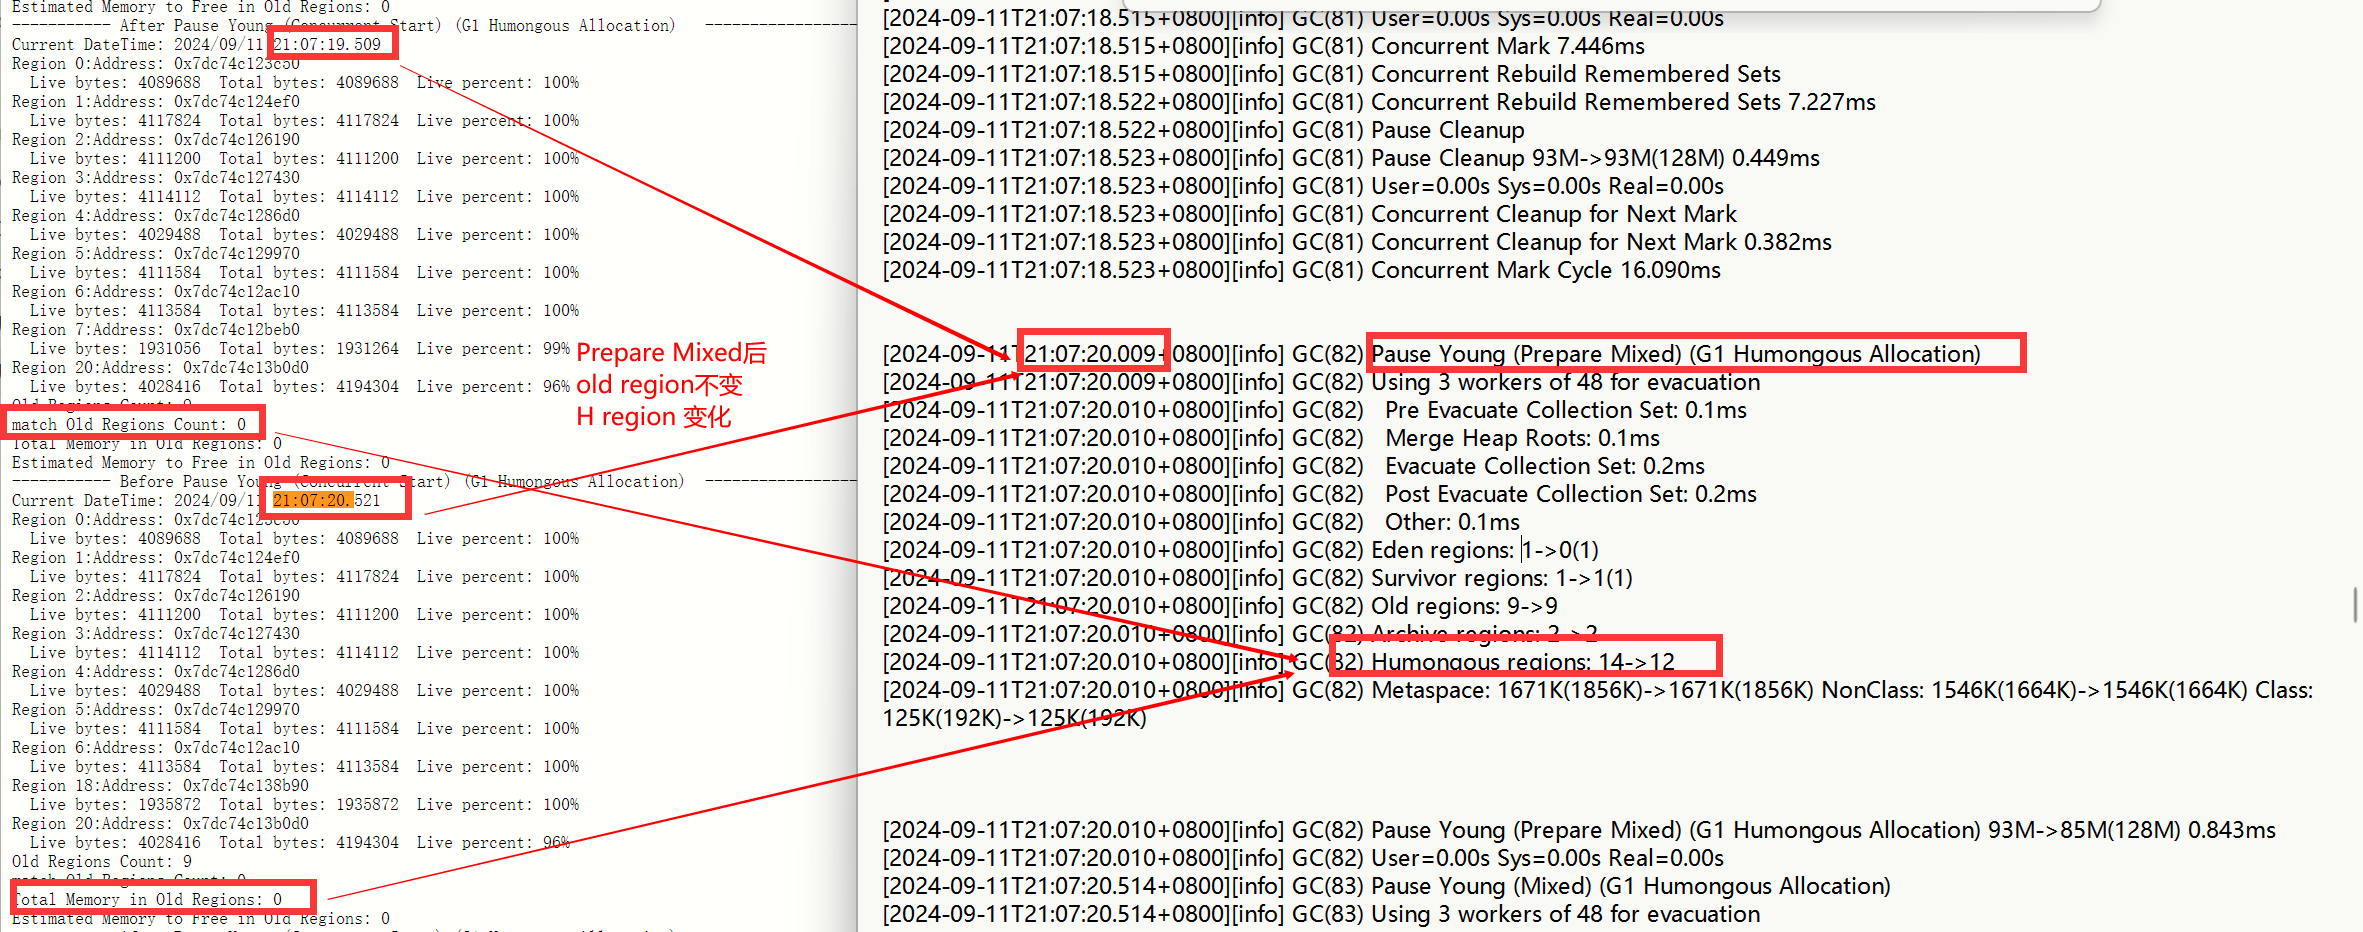 Estimated Memory to Free in Old Regions: 0
----------- After Pause Young (Concurrent Start) (G1 Humongous Allocation) -----------------
Current DateTime: 2024/09/11 21:07:19.509
Region 0:Address: 0x7dc74c123c50
Live bytes: 4089688 Total bytes: 4089688 Live percent: 100%
Region 1:Address: 0x7dc74c124ef0
Live bytes: 4117824 Total bytes: 4117824 Live percent: 100%
Region 2:Address: 0x7dc74c126190
Live bytes: 4111200 Total bytes: 4111200 Live percent: 100%
Region 3:Address: 0x7dc74c127430
Live bytes: 4114112 Total bytes: 4114112 Live percent: 100%
Region 4:Address: 0x7dc74c1286d0
Live bytes: 4029488 Total bytes: 4029488 Live percent: 100%
Region 5:Address: 0x7dc74c129970
Live bytes: 4111584 Total bytes: 4111584 Live percent: 100%
Region 6:Address: 0x7dc74c12ac10
Live bytes: 4113584 Total bytes: 4113584 Live percent: 100%
Region 7:Address: 0x7dc74c12beb0
Live bytes: 1931056 Total bytes: 1931264 Live percent: 99%
Region 20:Address: 0x7dc74c13b0d0
Live bytes: 4028416 Total bytes: 4194304 Live percent: 96%
Old Regions Count: 9
match Old Regions Count: 0
Total Memory in Old Regions: 0
Estimated Memory to Free in Old Regions: 0
----------- Before Pause Young (Concurrent Start) (G1 Humongous Allocation) -----------------
Current DateTime: 2024/09/11 21:07:20.521
Region 0:Address: 0x7dc74c123c50
Live bytes: 4089688 Total bytes: 4089688 Live percent: 100%
Region 1:Address: 0x7dc74c124ef0
Live bytes: 4117824 Total bytes: 4117824 Live percent: 100%
Region 2:Address: 0x7dc74c126190
Live bytes: 4111200 Total bytes: 4111200 Live percent: 100%
Region 3:Address: 0x7dc74c127430
Live bytes: 4114112 Total bytes: 4114112 Live percent: 100%
Region 4:Address: 0x7dc74c1286d0
Live bytes: 4029488 Total bytes: 4029488 Live percent: 100%
Region 5:Address: 0x7dc74c129970
Live bytes: 4111584 Total bytes: 4111584 Live percent: 100%
Region 6:Address: 0x7dc74c12ac10
Live bytes: 4113584 Total bytes: 4113584 Live percent: 100%
Region 18:Address: 0x7dc74c138b90
Live bytes: 1935872 Total bytes: 1935872 Live percent: 100%
Region 20:Address: 0x7dc74c13b0d0
Live bytes: 4028416 Total bytes: 4194304 Live percent: 96%
Old Regions Count: 9
match Old Regions Count: 0
Total Memory in Old Regions: 0
Estimated Memory to Free in Old Regions: 0
Prepare Mixed后
old region不变
H region 变化
[2024-09-11T21:07:18.515+0800][info] GC(81) User=0.00s Sys=0.00s Real=0.00s
[2024-09-11T21:07:18.515+0800][info] GC(81) Concurrent Mark 7.446ms
[2024-09-11T21:07:18.515+0800][info] GC(81) Concurrent Rebuild Remembered Sets
[2024-09-11T21:07:18.522+0800][info] GC(81) Concurrent Rebuild Remembered Sets 7.227ms
[2024-09-11T21:07:18.522+0800][info] GC(81) Pause Cleanup
[2024-09-11T21:07:18.523+0800][info] GC(81) Pause Cleanup 93M->93M(128M) 0.449ms
[2024-09-11T21:07:18.523+0800][info] GC(81) User=0.00s Sys=0.00s Real=0.00s
[2024-09-11T21:07:18.523+0800][info] GC(81) Concurrent Cleanup for Next Mark
[2024-09-11T21:07:18.523+0800][info] GC(81) Concurrent Cleanup for Next Mark 0.382ms
[2024-09-11T21:07:18.523+0800][info] GC(81) Concurrent Mark Cycle 16.090ms
[2024-09-11T21:07:20.009+0800][info] GC(82) Pause Young (Prepare Mixed) (G1 Humongous Allocation)
[2024-09-11T21:07:20.009+0800][info] GC(82) Using 3 workers of 48 for evacuation
[2024-09-11T21:07:20.010+0800][info] GC(82) Pre Evacuate Collection Set: 0.1ms
[2024-09-11T21:07:20.010+0800][info] GC(82) Merge Heap Roots: 0.1ms
[2024-09-11T21:07:20.010+0800][info] GC(82) Evacuate Collection Set: 0.2ms
[2024-09-11T21:07:20.010+0800][info] GC(82) Post Evacuate Collection Set: 0.2ms
[2024-09-11T21:07:20.010+0800][info] GC(82) Other: 0.1ms
[2024-09-11T21:07:20.010+0800][info] GC(82) Eden regions: 1->0(1)
[2024-09-11T21:07:20.010+0800][info] GC(82) Survivor regions: 1->1(1)
[2024-09-11T21:07:20.010+0800][info] GC(82) Old regions: 9->9
[2024-09-11T21:07:20.010+0800][info] GC(82) Archive regions: 2->2
[2024-09-11T21:07:20.010+0800][info] GC(82) Humongous regions: 14->12
[2024-09-11T21:07:20.010+0800][info] GC(82) Metaspace: 1671K(1856K)->1671K(1856K) NonClass: 1546K(1664K)->1546K(1664K) Class:
125K(192K)->125K(192K)
[2024-09-11T21:07:20.010+0800][info] GC(82) Pause Young (Prepare Mixed) (G1 Humongous Allocation) 93M->85M(128M) 0.843ms
[2024-09-11T21:07:20.010+0800][info] GC(82) User=0.00s Sys=0.00s Real=0.00s
[2024-09-11T21:07:20.514+0800][info] GC(83) Pause Young (Mixed) (G1 Humongous Allocation)
[2024-09-11T21:07:20.514+0800][info] GC(83) Using 3 workers of 48 for evacuation